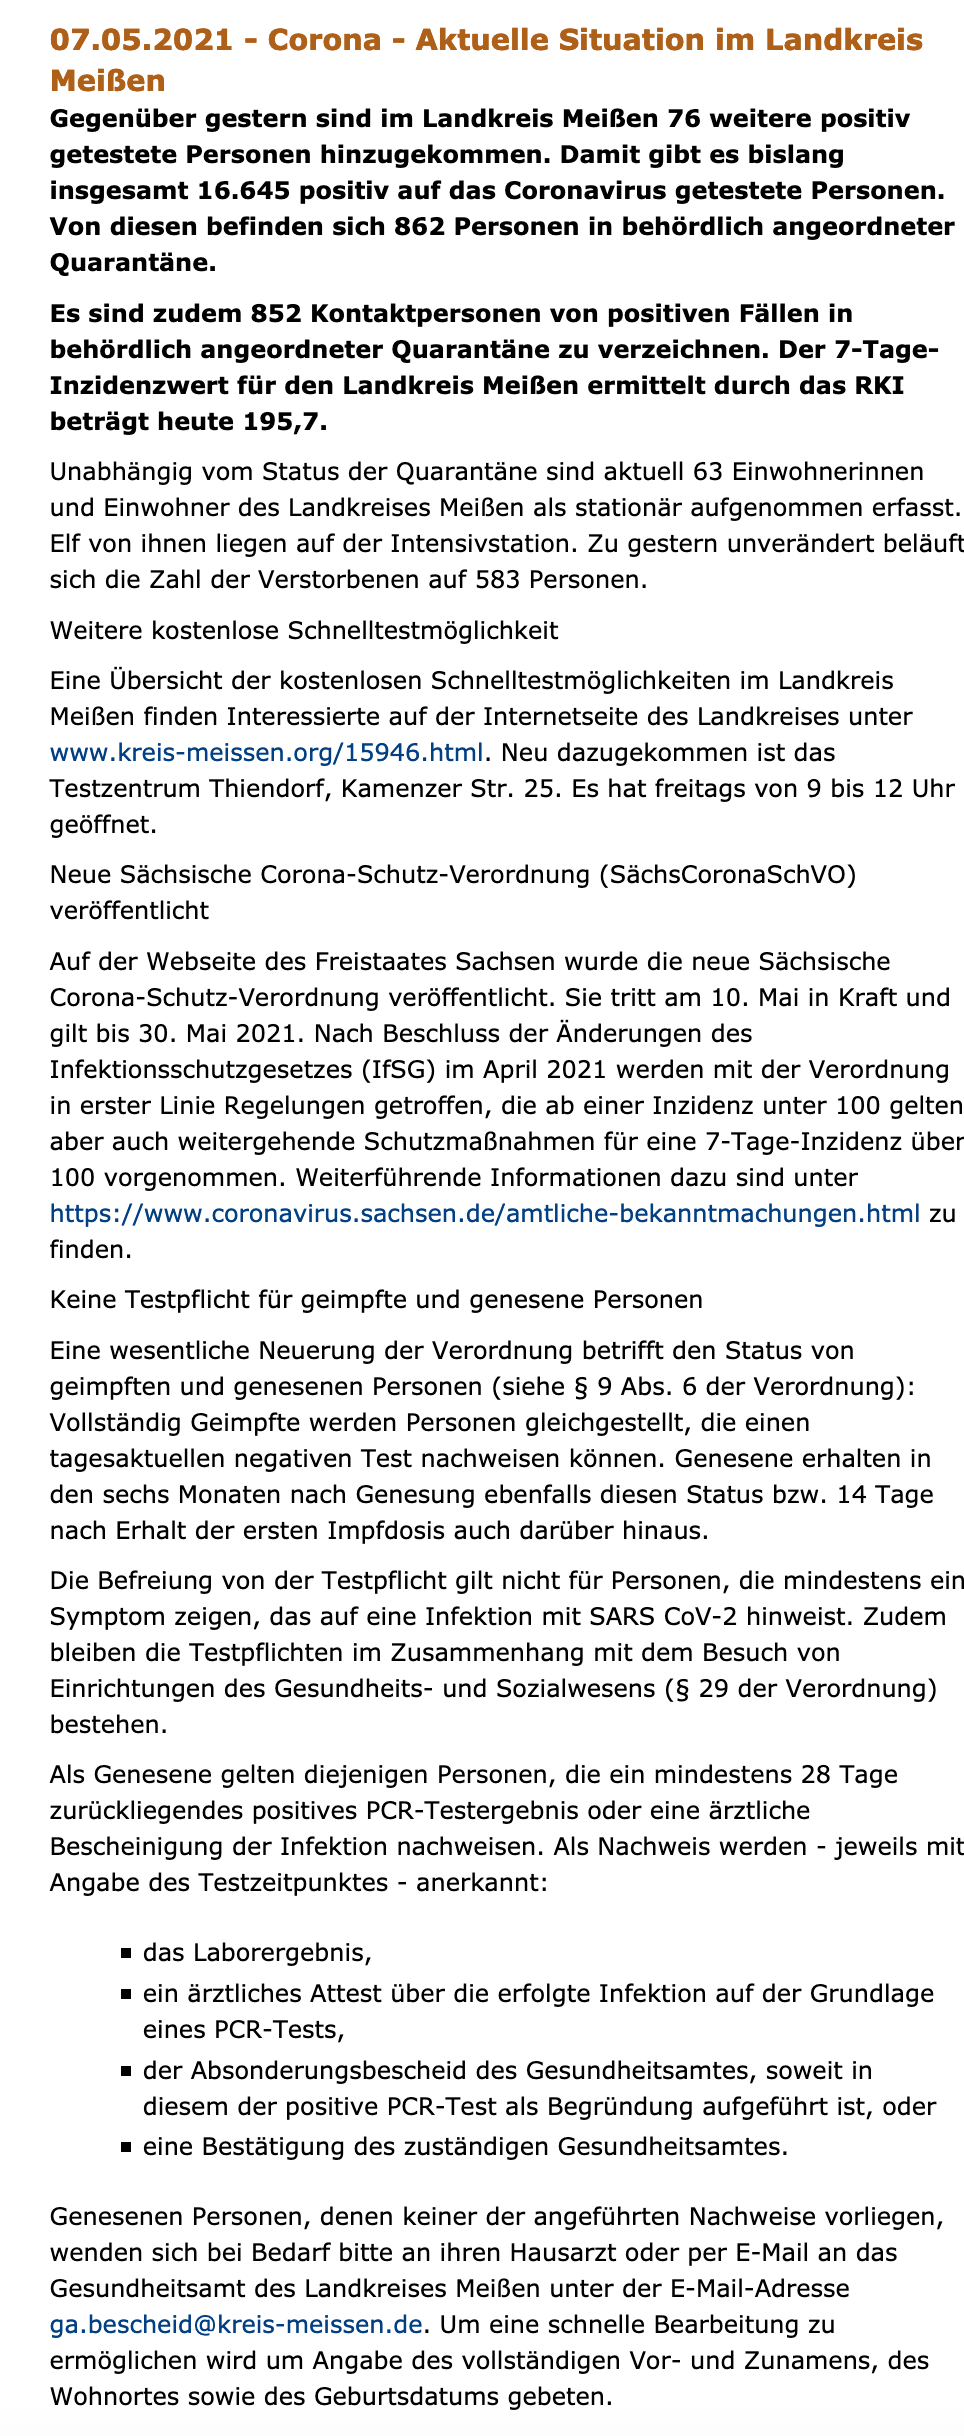 07.05.2021 - Corona - Aktuelle Situation im Landkreis
Meißen
Gegenüber gestern sind im Landkreis Meißen 76 weitere positiv
getestete Personen hinzugekommen. Damit gibt es bislang
insgesamt 16.645 positiv auf das Coronavirus getestete Personen.
Von diesen befinden sich 862 Personen in behördlich angeordneter
Quarantäne.
Es sind zudem 852 Kontaktpersonen von positiven Fällen in
behördlich angeordneter Quarantäne zu verzeichnen. Der 7-Tage-
Inzidenzwert für den Landkreis Meißen ermittelt durch das RKI
beträgt heute 195,7.
Unabhängig vom Status der Quarantäne sind aktuell 63 Einwohnerinnen
und Einwohner des Landkreises Meißen als stationär aufgenommen erfasst.
Elf von ihnen liegen auf der Intensivstation. Zu gestern unverändert beläuft
sich die Zahl der Verstorbenen auf 583 Personen.
Weitere kostenlose Schnelltestmöglichkeit
Eine Übersicht der kostenlosen Schnelltestmöglichkeiten im Landkreis
Meißen finden Interessierte auf der Internetseite des Landkreises unter
www.kreis-meissen.org/15946.html. Neu dazugekommen ist das
Testzentrum Thiendorf, Kamenzer Str. 25. Es hat freitags von 9 bis 12 Uhr
geöffnet.
Neue Sächsische Corona-Schutz-Verordnung (SächsCoronaSchVO)
veröffentlicht
Auf der Webseite des Freistaates Sachsen wurde die neue Sächsische
Corona-Schutz-Verordnung veröffentlicht. Sie tritt am 10. Mai in Kraft und
gilt bis 30. Mai 2021. Nach Beschluss der Änderungen des
Infektionsschutzgesetzes (IfSG) im April 2021 werden mit der Verordnung
in erster Linie Regelungen getroffen, die ab einer Inzidenz unter 100 gelten
aber auch weitergehende Schutzmaßnahmen für eine 7-Tage-Inzidenz über
100 vorgenommen. Weiterführende Informationen dazu sind unter
https://www.coronavirus.sachsen.de/amtliche-bekanntmachungen.html zu
finden.
Keine Testpflicht für geimpfte und genesene Personen
Eine wesentliche Neuerung der Verordnung betrifft den Status von
geimpften und genesenen Personen (siehe § 9 Abs. 6 der Verordnung):
Vollständig Geimpfte werden Personen gleichgestellt, die einen
tagesaktuellen negativen Test nachweisen können. Genesene erhalten in
den sechs Monaten nach Genesung ebenfalls diesen Status bzw. 14 Tage
nach Erhalt der ersten Impfdosis auch darüber hinaus.
Die Befreiung von der Testpflicht gilt nicht für Personen, die mindestens ein
Symptom zeigen, das auf eine Infektion mit SARS CoV-2 hinweist. Zudem
bleiben die Testpflichten im Zusammenhang mit dem Besuch von
Einrichtungen des Gesundheits- und Sozialwesens (§ 29 der Verordnung)
bestehen.
Als Genesene gelten diejenigen Personen, die ein mindestens 28 Tage
zurückliegendes positives PCR-Testergebnis oder eine ärztliche
Bescheinigung der Infektion nachweisen. Als Nachweis werden - jeweils mit
Angabe des Testzeitpunktes - anerkannt:
▪ das Laborergebnis,
▪ ein ärztliches Attest über die erfolgte Infektion auf der Grundlage
eines PCR-Tests,
▪ der Absonderungsbescheid des Gesundheitsamtes, soweit in
diesem der positive PCR-Test als Begründung aufgeführt ist, oder
▪ eine Bestätigung des zuständigen Gesundheitsamtes.
Genesenen Personen, denen keiner der angeführten Nachweise vorliegen,
wenden sich bei Bedarf bitte an ihren Hausarzt oder per E-Mail an das
Gesundheitsamt des Landkreises Meißen unter der E-Mail-Adresse
ga.bescheid@kreis-meissen.de. Um eine schnelle Bearbeitung zu
ermöglichen wird um Angabe des vollständigen Vor- und Zunamens, des
Wohnortes sowie des Geburtsdatums gebeten.